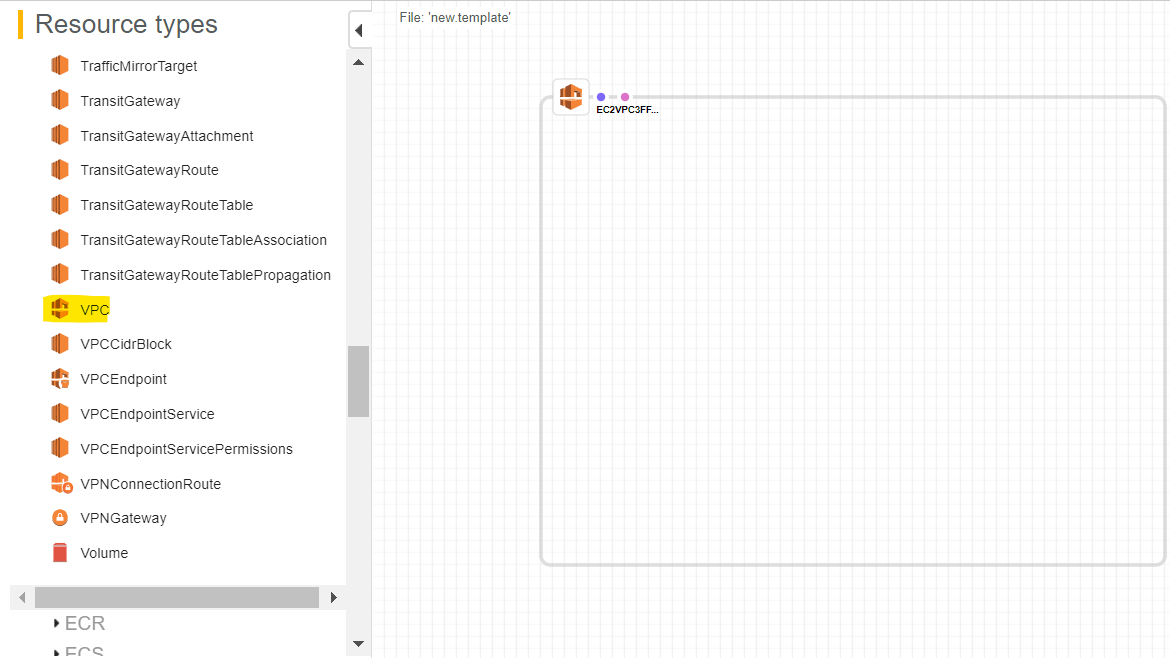 Resource types
TrafficMirrorTarget
TransitGateway
TransitGatewayAttachment
TransitGatewayRoute
TransitGatewayRouteTable
TransitGatewayRouteTableAssociation
TransitGatewayRouteTablePropagation
VPC
VPCCidrBlock
VPCEndpoint
VPCEndpointService
VPCEndpointServicePermissions
VPNConnectionRoute
VPNGateway
Volume
ECR
ECS
File: 'new.template'
EC2VPC3FF...